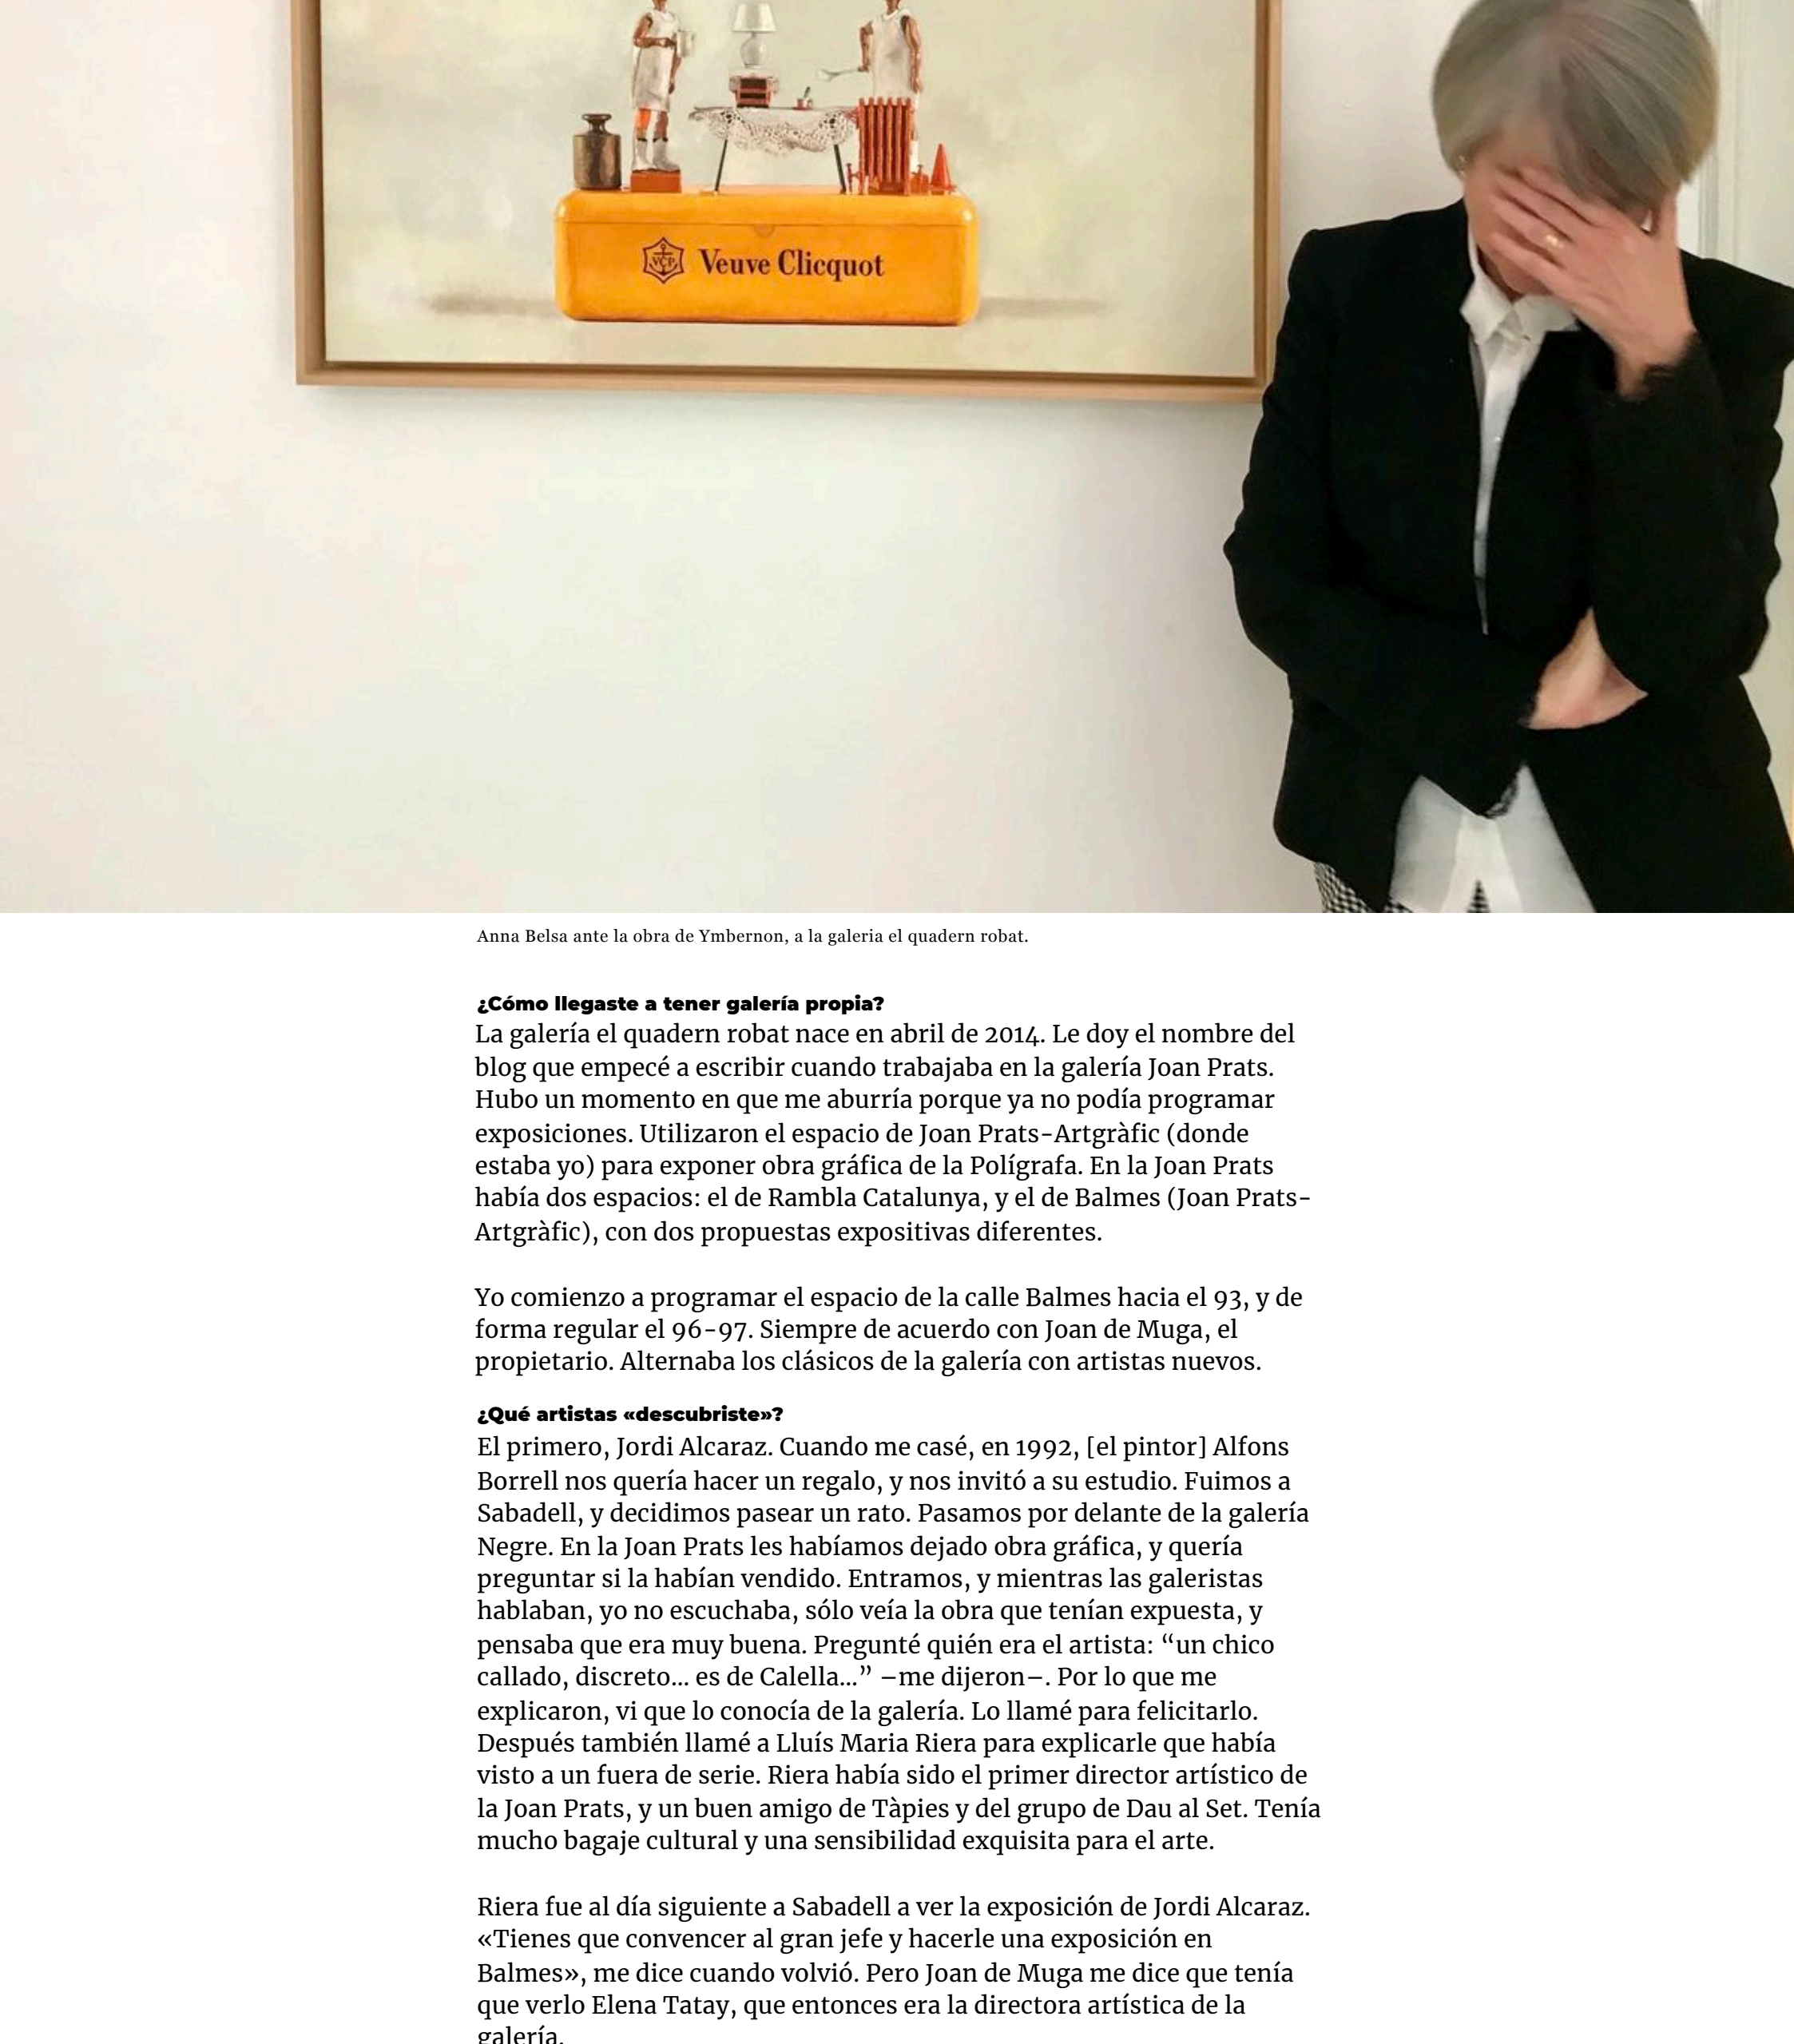 VCP
Veuve Clicquot
Anna Belsa ante la obra de Ymbernon, a la galeria el quadern robat.
¿Cómo llegaste a tener galería propia?
La galería el quadern robat nace en abril de 2014. Le doy el nombre del
blog que empecé a escribir cuando trabajaba en la galería Joan Prats.
Hubo un momento en que me aburría porque ya no podía programar
exposiciones. Utilizaron el espacio de Joan Prats-Artgràfic (donde
estaba yo) para exponer obra gráfica de la Polígrafa. En la Joan Prats
había dos espacios: el de Rambla Catalunya, y el de Balmes (Joan Prats-
Artgràfic), con dos propuestas expositivas diferentes.
Yo comienzo a programar el espacio de la calle Balmes hacia el 93, y de
forma regular el 96-97. Siempre de acuerdo con Joan de Muga, el
propietario. Alternaba los clásicos de la galería con artistas nuevos.
¿Qué artistas «descubriste»?
El primero, Jordi Alcaraz. Cuando me casé, en 1992, [el pintor] Alfons
Borrell nos quería hacer un regalo, y nos invitó a su estudio. Fuimos a
Sabadell, y decidimos pasear un rato. Pasamos por delante de la galería
Negre. En la Joan Prats les habíamos dejado obra gráfica, y quería
preguntar si la habían vendido. Entramos, y mientras las galeristas
hablaban, yo no escuchaba, sólo veía la obra que tenían expuesta, y
pensaba que era muy buena. Pregunté quién era el artista: “un chico
callado, discreto... es de Calella...” –me dijeron–. Por lo que me
explicaron, vi que lo conocía de la galería. Lo llamé para felicitarlo.
Después también llamé a Lluís Maria Riera para explicarle que había
visto a un fuera de serie. Riera había sido el primer director artístico de
la Joan Prats, y un buen amigo de Tàpies y del grupo de Dau al Set. Tenía
mucho bagaje cultural y una sensibilidad exquisita para el arte.
Riera fue al día siguiente a Sabadell a ver la exposición de Jordi Alcaraz.
«Tienes que convencer al gran jefe y hacerle una exposición en
Balmes», me dice cuando volvió. Pero Joan de Muga me dice que tenía
que verlo Elena Tatay, que entonces era la directora artística de la
galería.